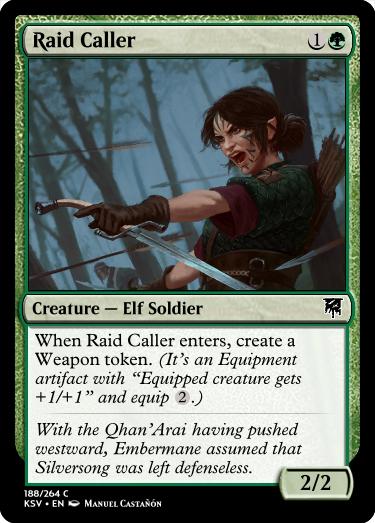 Raid Caller 1
Creature — Elf Soldier
When Raid Caller enters, create a
Weapon token. (It's an Equipment
artifact with “Equipped creature gets
+1/+1” and equip 2.)
With the Qhan'Arai having pushed
westward, Embermane assumed that
Silversong was left defenseless.
2/2
188/264 C
KSV • EN Manuel Castañón